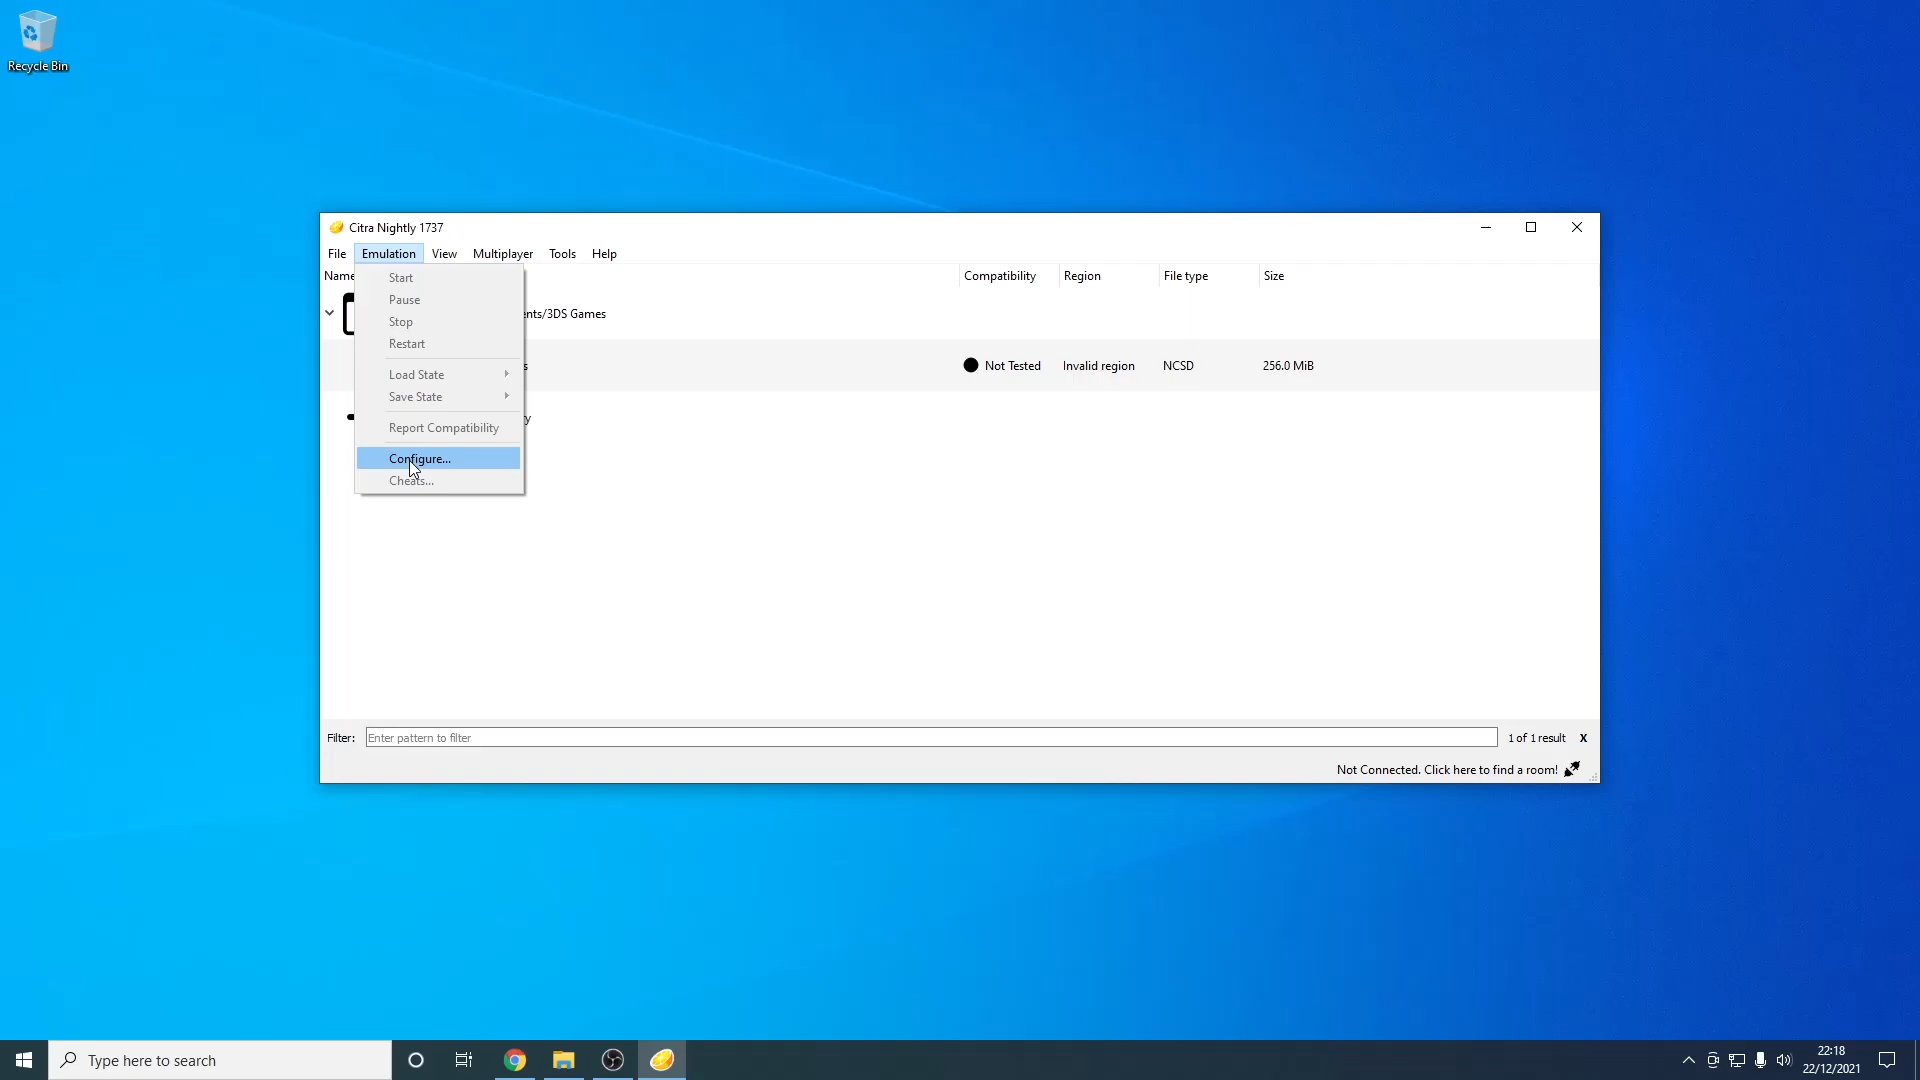 Recycle Bin
Citra Nightly 1737
File Emulation View Multiplayer Tools Help
Name Compatibility Region File type Size
Start
Pause
ents/3DS Games
Stop
Restart
s Not Tested Invalid region NCSD 256.0 MiB
Load State
Save State
y
Report Compatibility
Configure...
Cheats...
Filter: Enter pattern to filter 1 of 1 result X
Not Connected. Click here to find a room!
Type here to search
22:18
22/12/2021